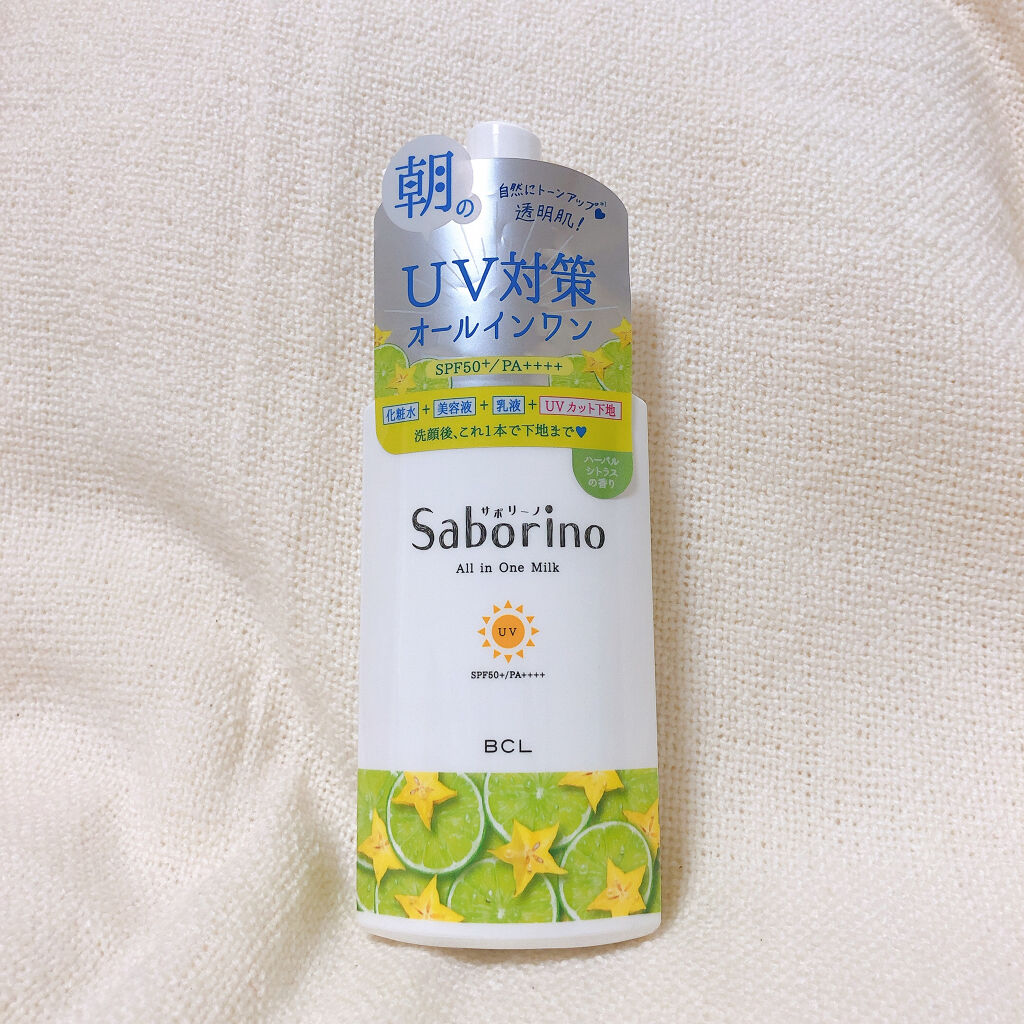 朝の
自然にトーンアップ*1
透明肌!
UV対策
オールインワン
SPF50+/PA++++
化粧水 + 美容液 + 乳液 + UVカット下地
洗顔後、これ1本で下地まで♥
ハーバル
シトラス
の香り
サボリーノ
Saborino
All in One Milk
UV
SPF50+/PA++++
BCL